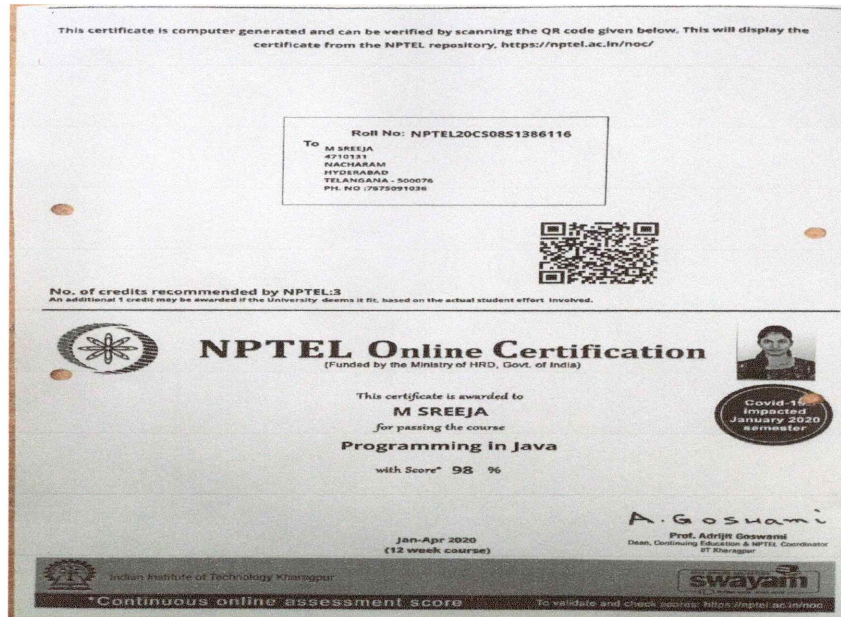 This certificate is computer generated and can be verified by scanning the QR code given below. This will display the
certificate from the NPTEL repository, https://nptel.ac.in/noc/
Roll No: NPTEL20CS08S1386116
To
M SREEJA
4710131
NACHARAM
HYDERABAD
TELANGANA - 500076
PH. NO :7675091036
No. of credits recommended by NPTEL:3
An additional 1 credit may be awarded if the University deems it fit, based on the actual student effort involved.
NPTEL Online Certification
(Funded by the Ministry of HRD, Govt. of India)
This certificate is awarded to
M SREEJA
for passing the course
Programming in Java
with Score* 98 %
Covid-19
impacted
January 2020
semester
A. Goswami
Jan-Apr 2020
(12 week course)
Prof. Adrijit Goswami
Dean, Continuing Education & NPTEL Coordinator
IIT Kharagpur
Indian Institute of Technology Kharagpur
swayam
*Continuous online assessment score
To validate and check scores: https://nptel.ac.in/noc